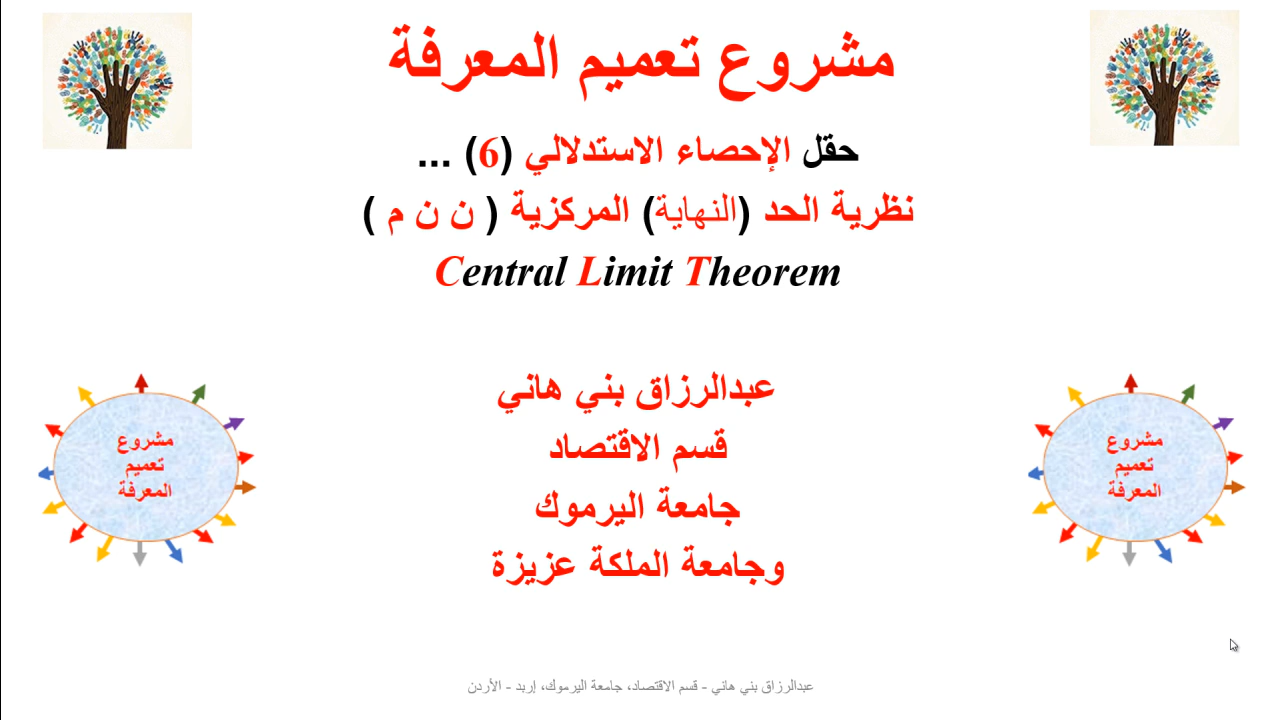 مشروع تعميم المعرفة
حقل الإحصاء الاستدلالي (6) ...
نظرية الحد (النهاية) المركزية ( ن ن م )
Central Limit Theorem
عبدالرزاق بني هاني
قسم الاقتصاد
جامعة اليرموك
وجامعة الملكة عزيزة
مشروع
تعميم
المعرفة
مشروع
تعميم
المعرفة
عبدالرزاق بني هاني - قسم الاقتصاد، جامعة اليرموك، إربد - الأردن